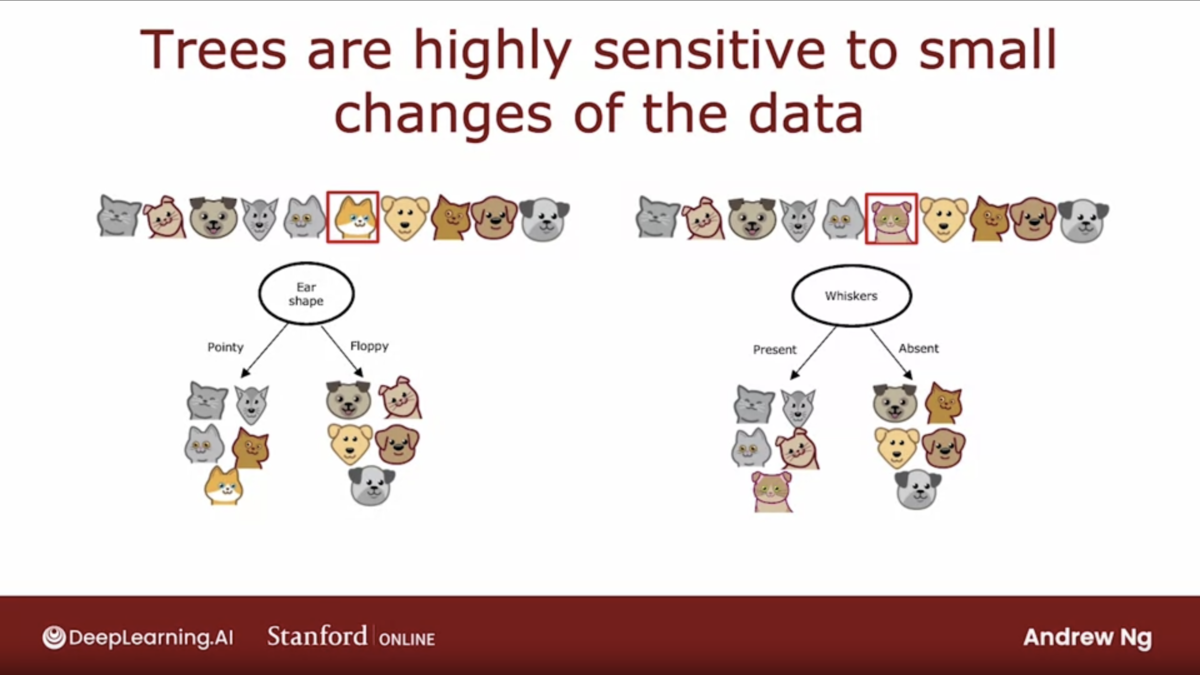 Trees are highly sensitive to small
changes of the data
Ear
shape
Pointy
Floppy
Whiskers
Present
Absent
DeepLearning.AI
Stanford ONLINE
Andrew Ng